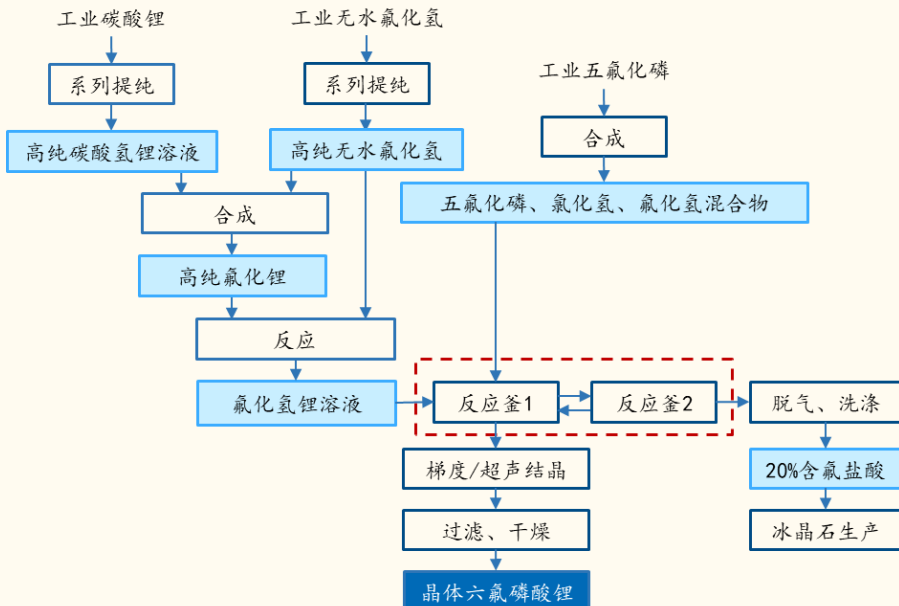 工业碳酸锂
工业无水氟化氢
工业五氟化磷
系列提纯
系列提纯
合成
高纯碳酸氢锂溶液
高纯无水氟化氢
五氟化磷、氯化氢、氟化氢混合物
合成
高纯氟化锂
反应
氟化氢锂溶液
反应釜1
反应釜2
脱气、洗涤
梯度/超声结晶
20%含氟盐酸
过滤、干燥
冰晶石生产
晶体六氟磷酸锂